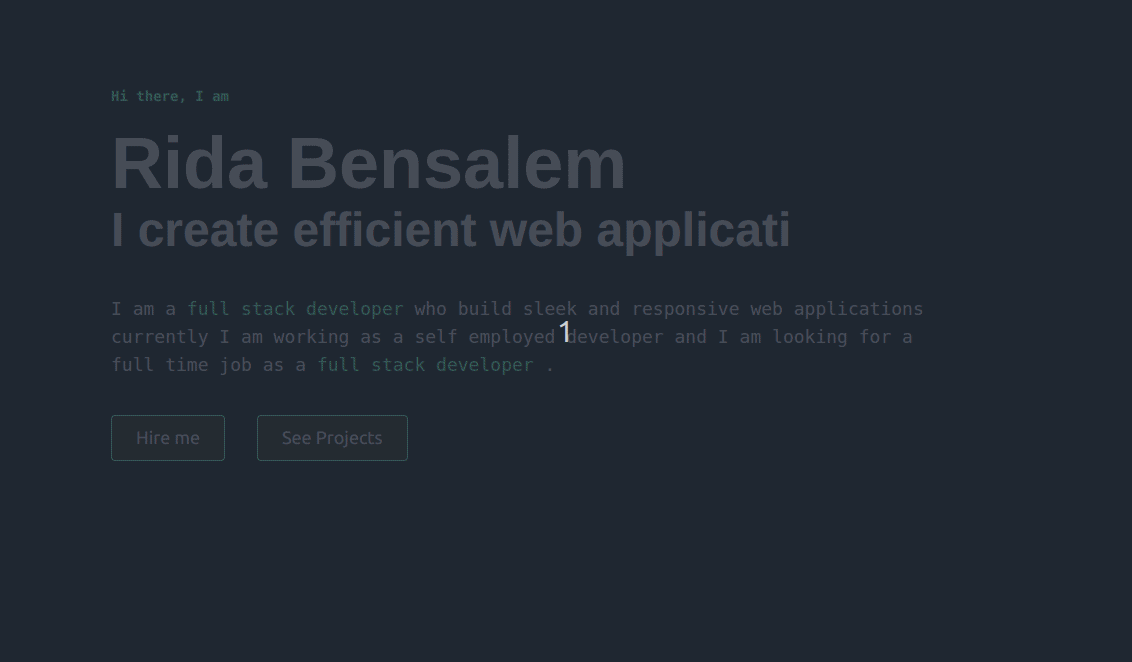 Hi there, I am
Rida Bensalem
I create efficient web applicati
I am a full stack developer who build sleek and responsive web applications
currently I am working as a self employed developer and I am looking for a
full time job as a full stack developer .
1
Hire me
See Projects